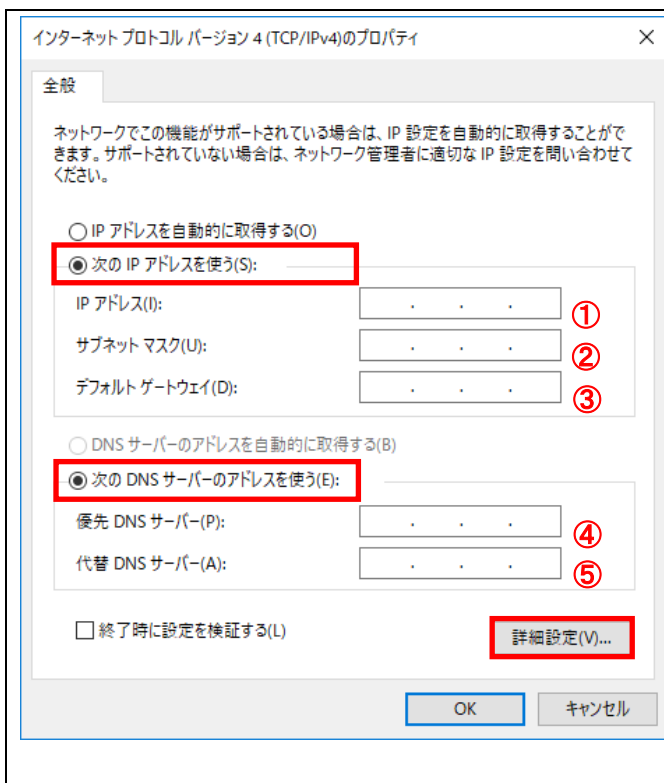 インターネット プロトコル バージョン 4 (TCP/IPv4)のプロパティ
全般
ネットワークでこの機能がサポートされている場合は、IP 設定を自動的に取得することがで
きます。サポートされていない場合は、ネットワーク管理者に適切な IP 設定を問い合わせて
ください。
IP アドレスを自動的に取得する(O)
次の IP アドレスを使う(S):
IP アドレス(I): . . . ①
サブネット マスク(U): . . . ②
デフォルト ゲートウェイ(D): . . . ③
DNS サーバーのアドレスを自動的に取得する(B)
次の DNS サーバーのアドレスを使う(E):
優先 DNS サーバー(P): . . . ④
代替 DNS サーバー(A): . . . ⑤
終了時に設定を検証する(L) 詳細設定(V)...
OK キャンセル